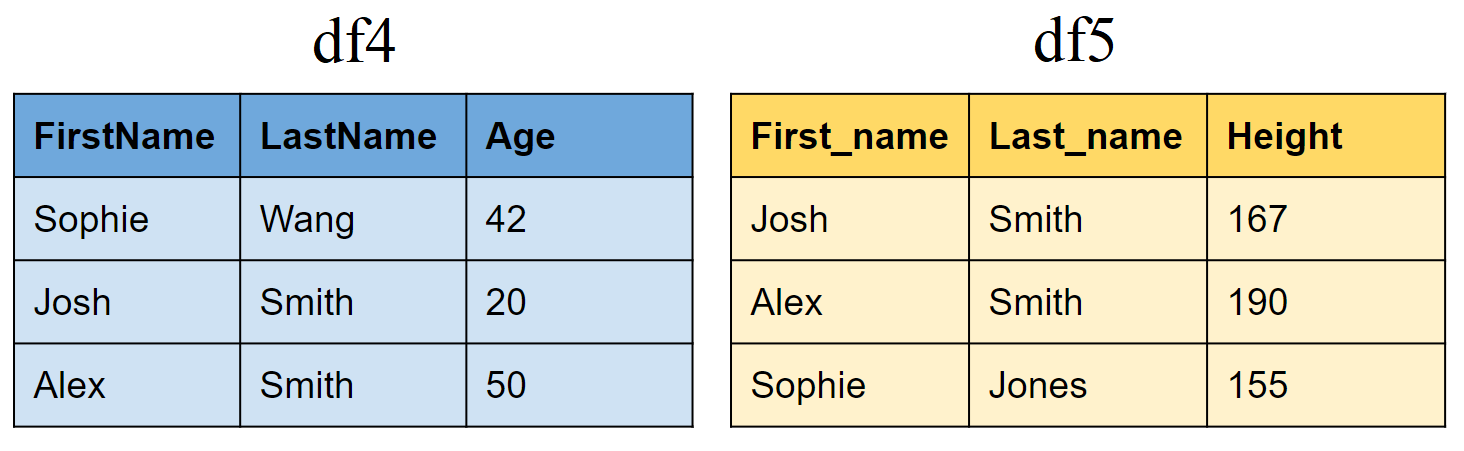 df4
FirstName LastName Age
Sophie Wang 42
Josh Smith 20
Alex Smith 50
df5
First_name Last_name Height
Josh Smith 167
Alex Smith 190
Sophie Jones 155